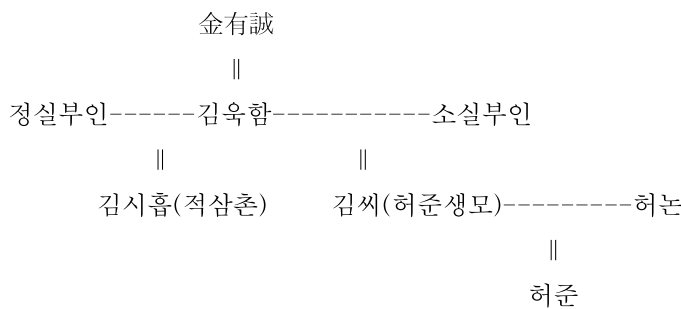 金有誠
∥
정실부인------김욱함-----------소실부인
∥ ∥
김시흡(적삼촌) 김씨(허준생모)---------허논
∥
허준